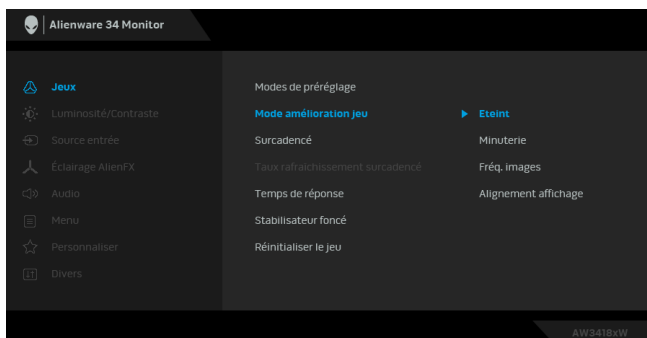 Alienware 34 Monitor
Jeux
Luminosité/Contraste
Source entrée
Éclairage AlienFX
Audio
Menu
Personnaliser
Divers
Modes de préréglage
Mode amélioration jeu
Surcadencé
Taux rafraichissement surcadencé
Temps de réponse
Stabilisateur foncé
Réinitialiser le jeu
Eteint
Minuterie
Fréq. images
Alignement affichage
AW3418xW